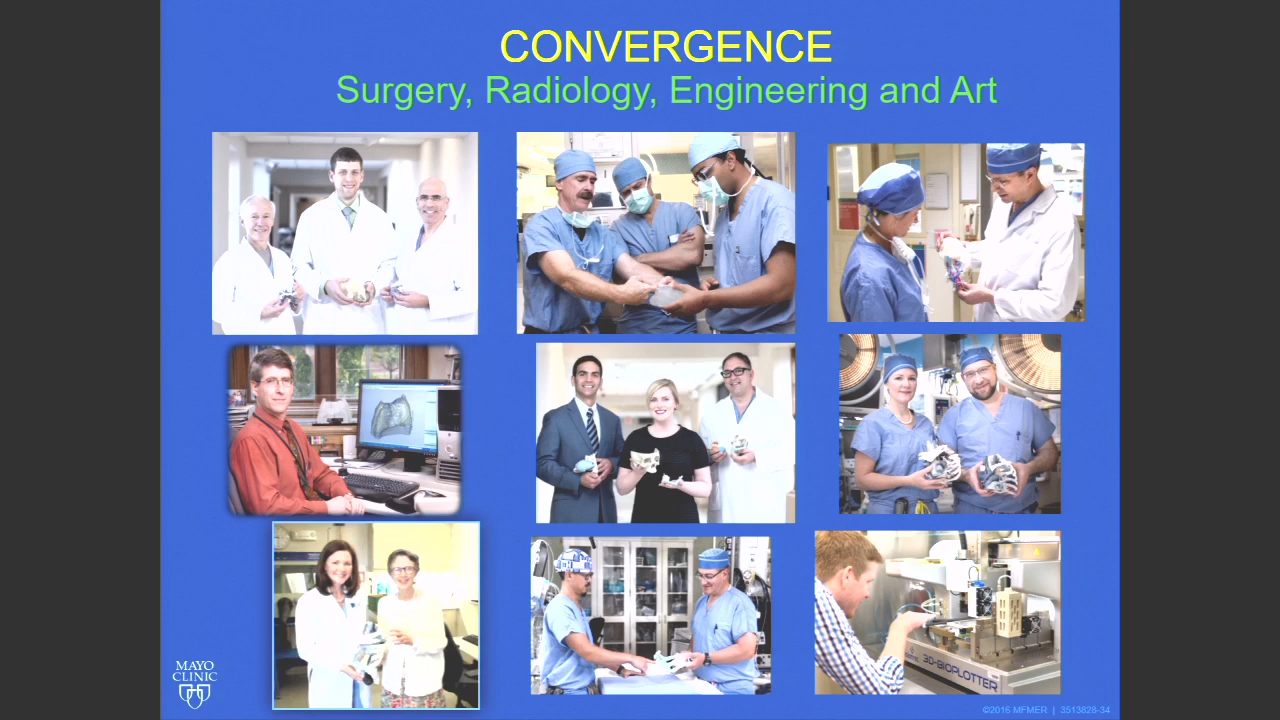 CONVERGENCE
Surgery, Radiology, Engineering and Art
3D-BIOPLOTTER
MAYO
CLINIC
©2016 MFMER | 3513828-34